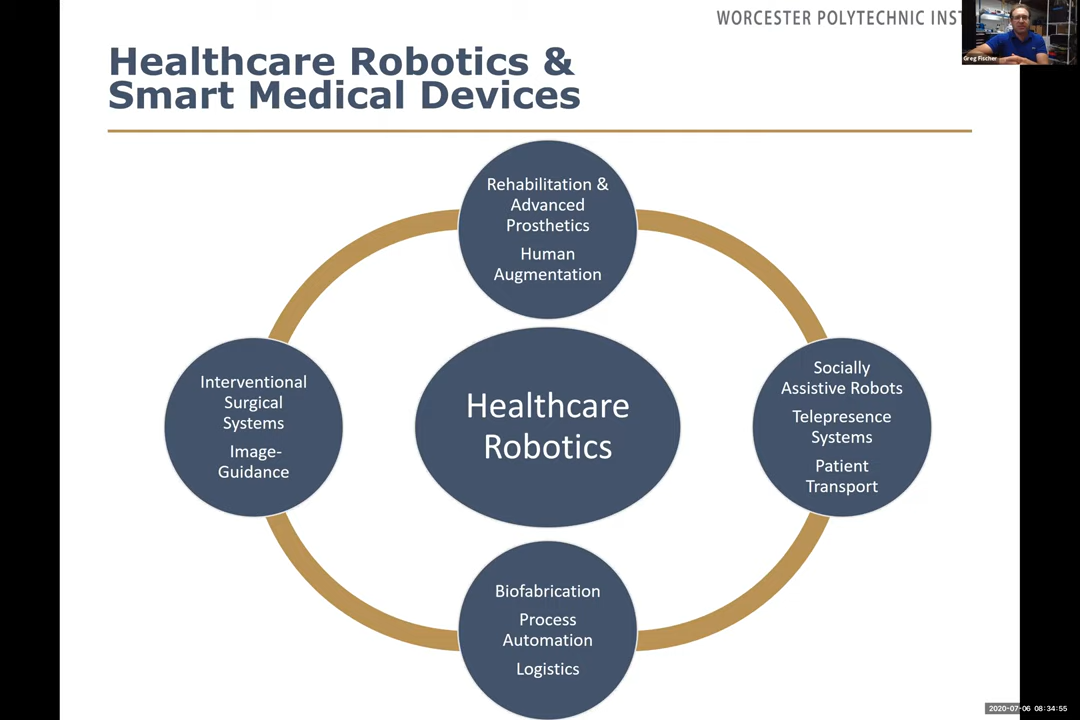 WORCESTER POLYTECHNIC INST
Greg Fischer
Healthcare Robotics &
Smart Medical Devices
Rehabilitation &
Advanced
Prosthetics
Human
Augmentation
Interventional
Surgical
Systems
Image-
Guidance
Healthcare
Robotics
Socially
Assistive Robots
Telepresence
Systems
Patient
Transport
Biofabrication
Process
Automation
Logistics
2020-07-06 08:34:55